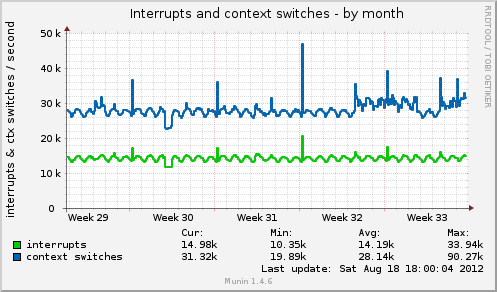 Interrupts and context switches - by month
RRDTOOL / TOBI OETIKER
interrupts & ctx switches / second
50 k
40 k
30 k
20 k
10 k
0
Week 29 Week 30 Week 31 Week 32 Week 33
Cur: Min: Avg: Max:
interrupts 14.98k 10.35k 14.19k 33.94k
context switches 31.32k 19.89k 28.14k 90.27k
Last update: Sat Aug 18 18:00:04 2012
Munin 1.4.6